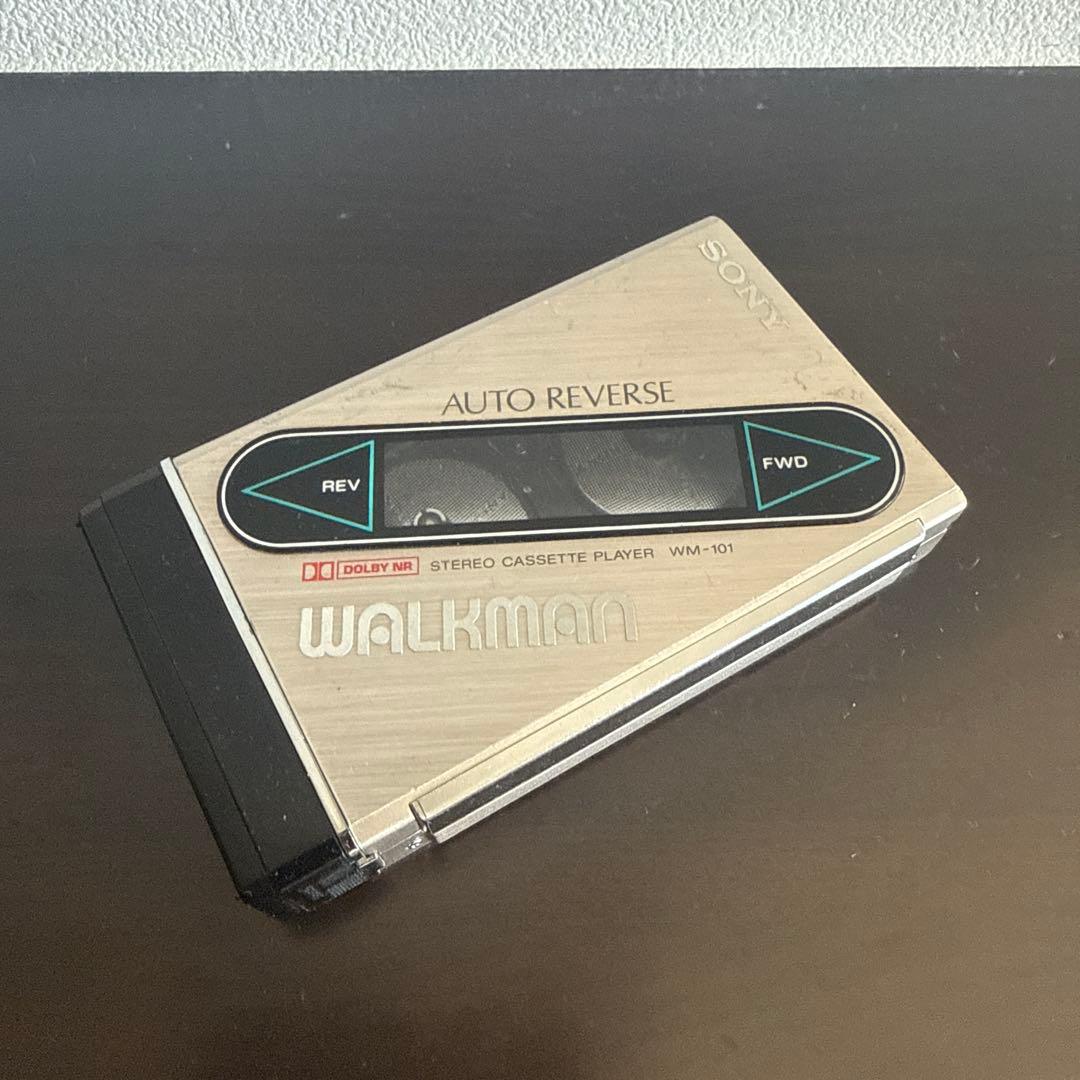 SONY
AUTO REVERSE
REV
FWD
DOLBY NR STEREO CASSETTE PLAYER WM-101
WALKMAN